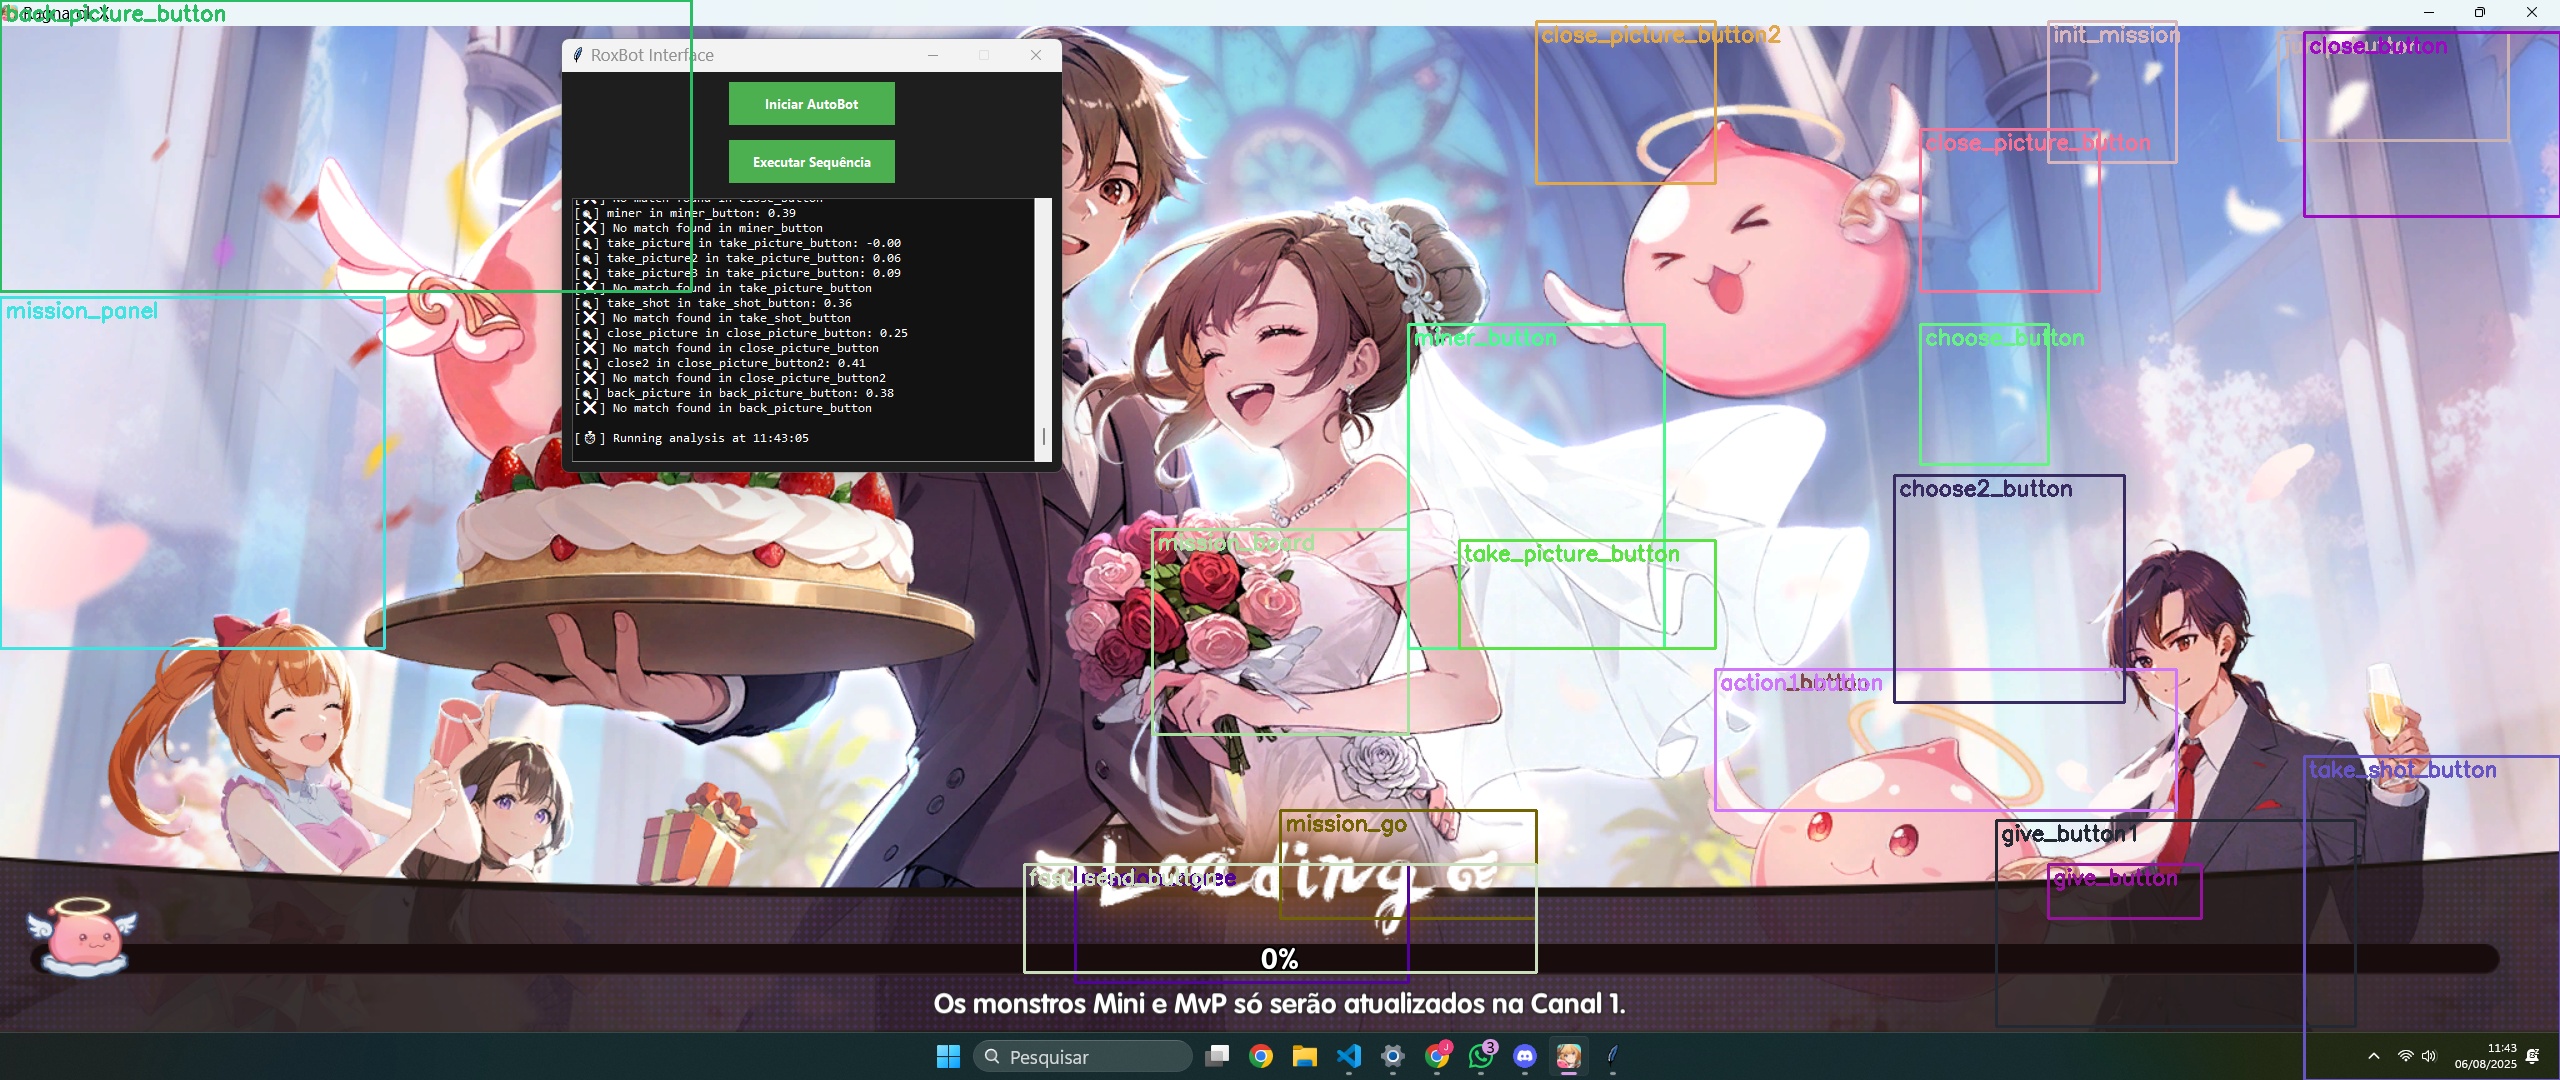 back_picture_button
Ragnarok X
RoxBot Interface
close_picture_button2
init_mission
close_button
Iniciar AutoBot
close_picture_button
Executar Sequência
[🔍] miner in miner_button: 0.39
[❌] No match found in miner_button
[🔍] take_picture in take_picture_button: -0.00
[🔍] take_picture2 in take_picture_button: 0.06
[🔍] take_picture3 in take_picture_button: 0.09
[❌] No match found in take_picture_button
[🔍] take_shot in take_shot_button: 0.36
[❌] No match found in take_shot_button
[🔍] close_picture in close_picture_button: 0.25
[❌] No match found in close_picture_button
[🔍] close2 in close_picture_button2: 0.41
[❌] No match found in close_picture_button2
[🔍] back_picture in back_picture_button: 0.38
[❌] No match found in back_picture_button
[⏱] Running analysis at 11:43:05
mission_panel
miner_button
choose_button
choose2_button
mission_board
take_picture_button
action1_button
take_shot_button
mission_go
give_button1
Loading
fast_send_button
give_button
0%
Os monstros Mini e MvP só serão atualizados na Canal 1.
Pesquisar
J
3
11:43
06/08/2025